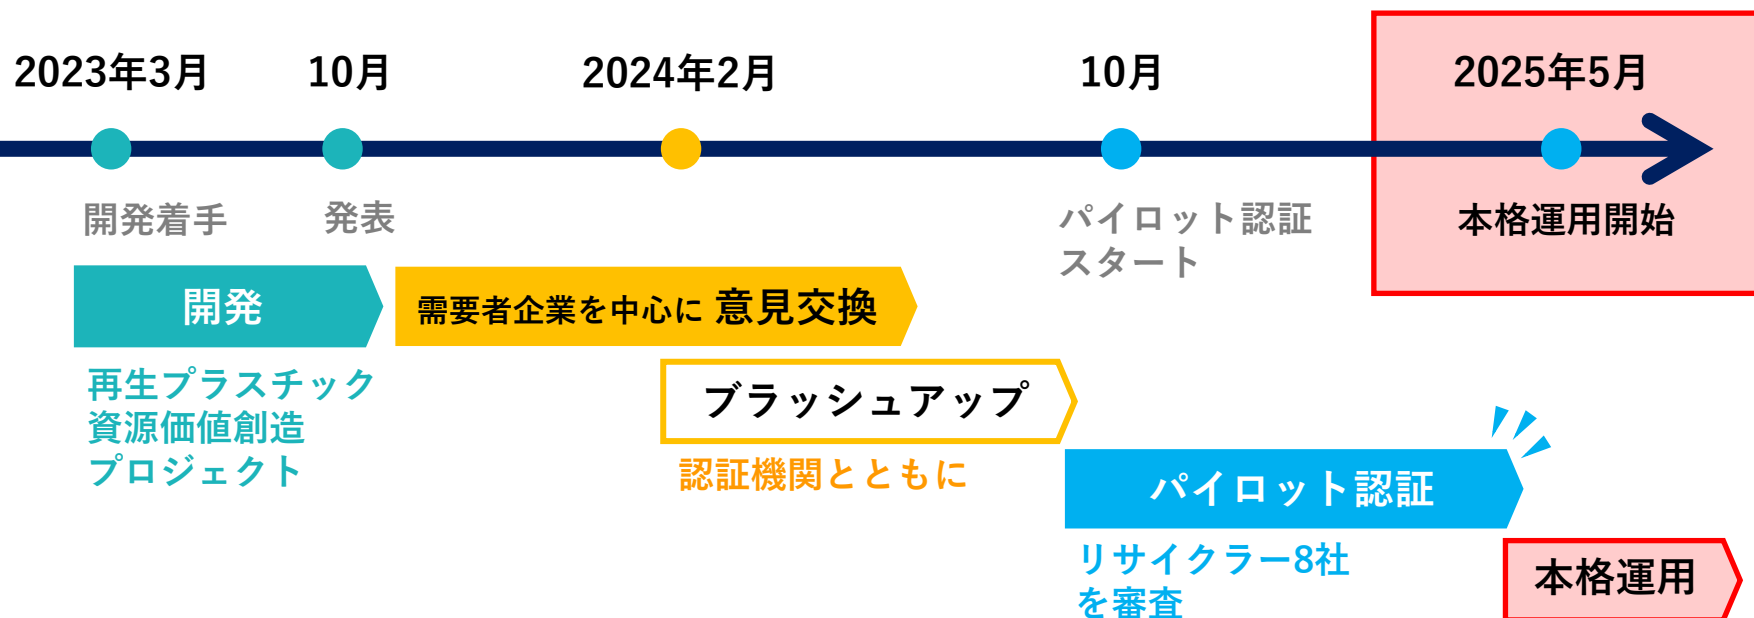 2023年3月
10月
2024年2月
10月
2025年5月
開発着手
発表
パイロット認証
スタート
本格運用開始
開発
需要者企業を中心に 意見交換
再生プラスチック
資源価値創造
プロジェクト
ブラッシュアップ
認証機関とともに
パイロット認証
リサイクラー8社
を審査
本格運用